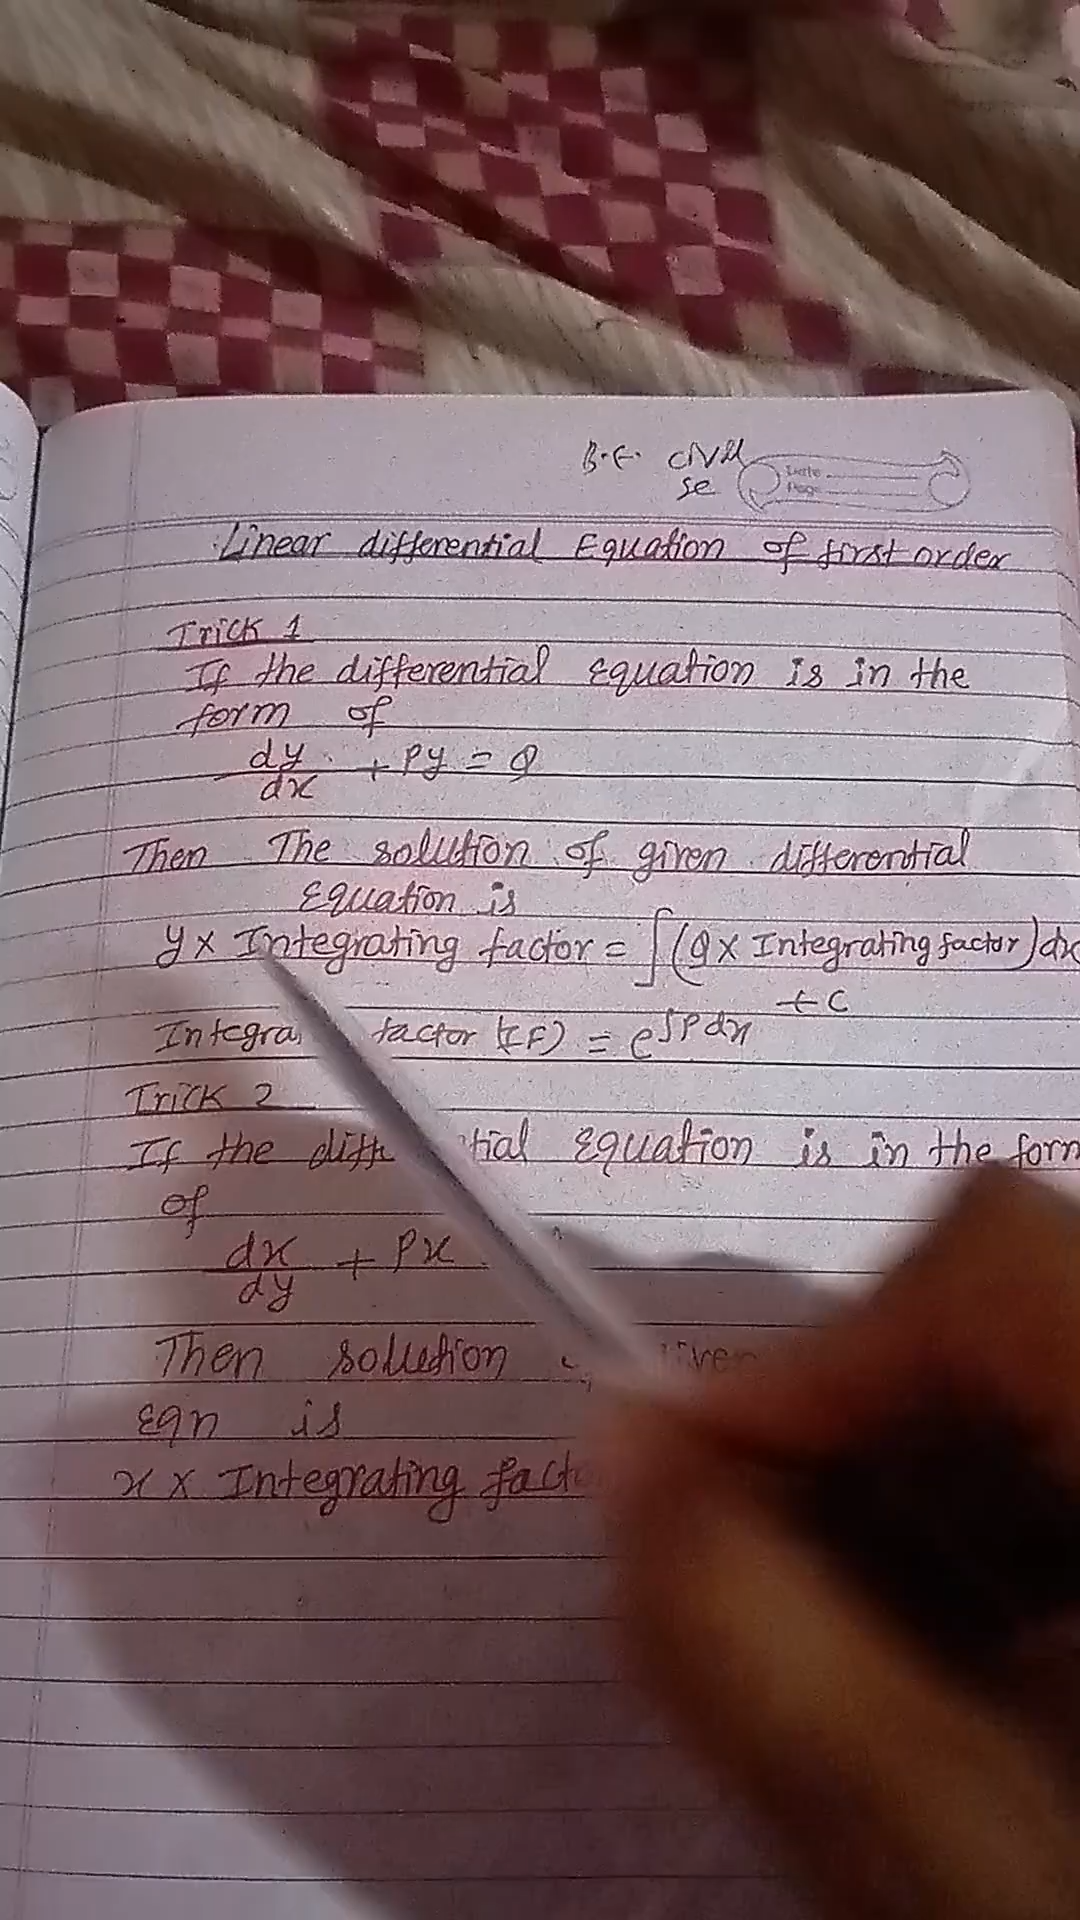 B.E. civil
se
Date
Page
Linear differential Equation of first order
Trick 1
If the differential Equation is in the
form of
dy/dx + Py = Q
Then The solution of given differential
Equation is
y x Integrating factor = ∫(Q x Integrating factor) dx
+ C
Integra factor (IF) = e^∫P dx
Trick 2
If the diff tial Equation is in the form
of
dx/dy + Px
Then solution
Eqn is
x x Integrating fact